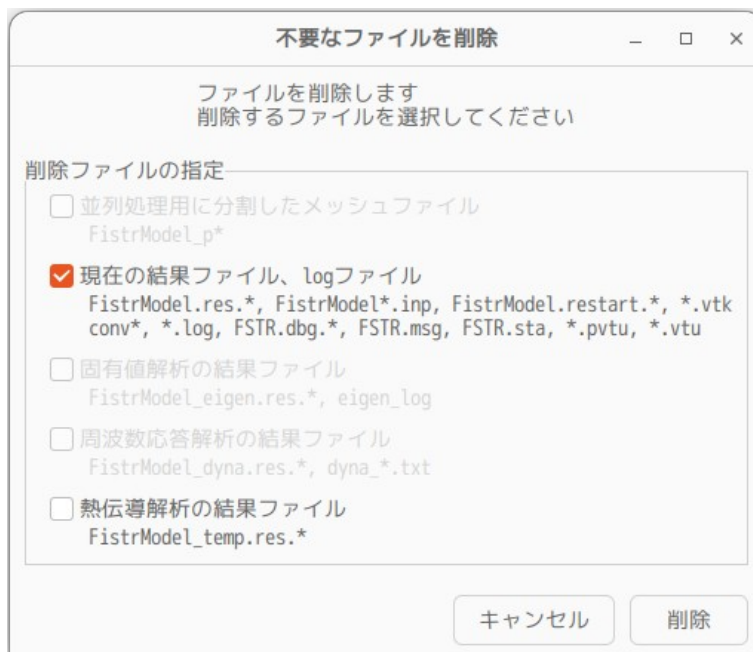 不要なファイルを削除
ファイルを削除します
削除するファイルを選択してください
削除ファイルの指定
並列処理用に分割したメッシュファイル
FistrModel_p*
現在の結果ファイル、logファイル
FistrModel.res.*, FistrModel*.inp, FistrModel.restart.*, *.vtk
conv*, *.log, FSTR.dbg.*, FSTR.msg, FSTR.sta, *.pvtu, *.vtu
固有値解析の結果ファイル
FistrModel_eigen.res.*, eigen_log
周波数応答解析の結果ファイル
FistrModel_dyna.res.*, dyna_*.txt
熱伝導解析の結果ファイル
FistrModel_temp.res.*
キャンセル 削除